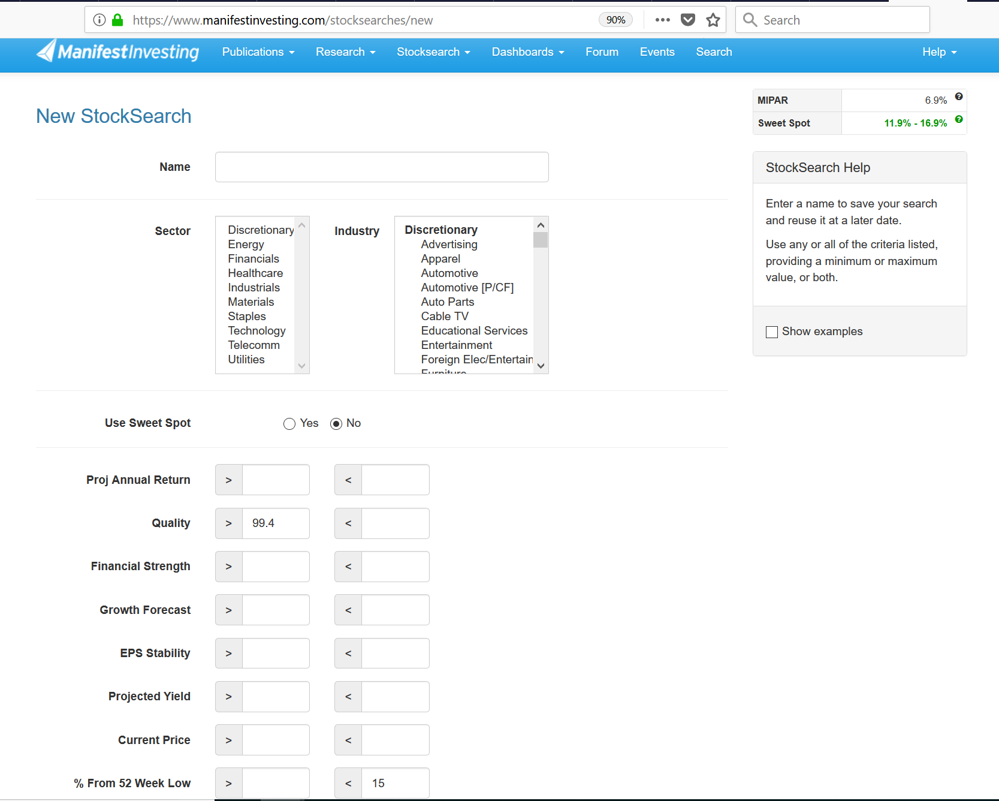 https://www.manifestinvesting.com/stocksearches/new
90%
Search
ManifestInvesting
Publications
Research
Stocksearch
Dashboards
Forum
Events
Search
Help
MIPAR 6.9% ?
Sweet Spot 11.9% - 16.9% ?
New StockSearch
Name
StockSearch Help
Enter a name to save your search
and reuse it at a later date.
Use any or all of the criteria listed,
providing a minimum or maximum
value, or both.
Show examples
Sector
Discretionary
Energy
Financials
Healthcare
Industrials
Materials
Staples
Technology
Telecomm
Utilities
Industry
Discretionary
Advertising
Apparel
Automotive
Automotive [P/CF]
Auto Parts
Cable TV
Educational Services
Entertainment
Foreign Elec/Entertain
Furniture
Use Sweet Spot Yes No
Proj Annual Return > <
Quality > 99.4 <
Financial Strength > <
Growth Forecast > <
EPS Stability > <
Projected Yield > <
Current Price > <
% From 52 Week Low > < 15